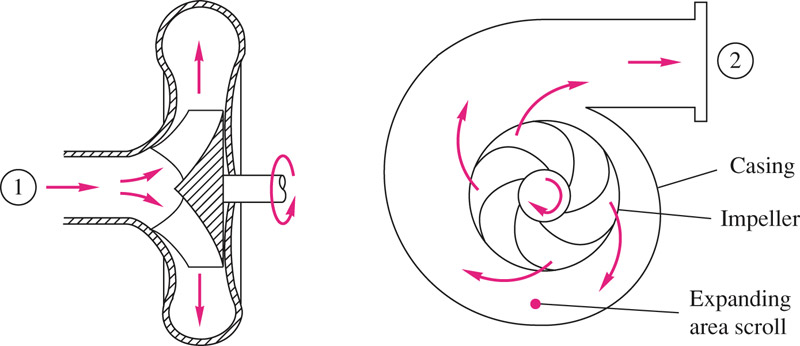 1
2
Casing
Impeller
Expanding
area scroll